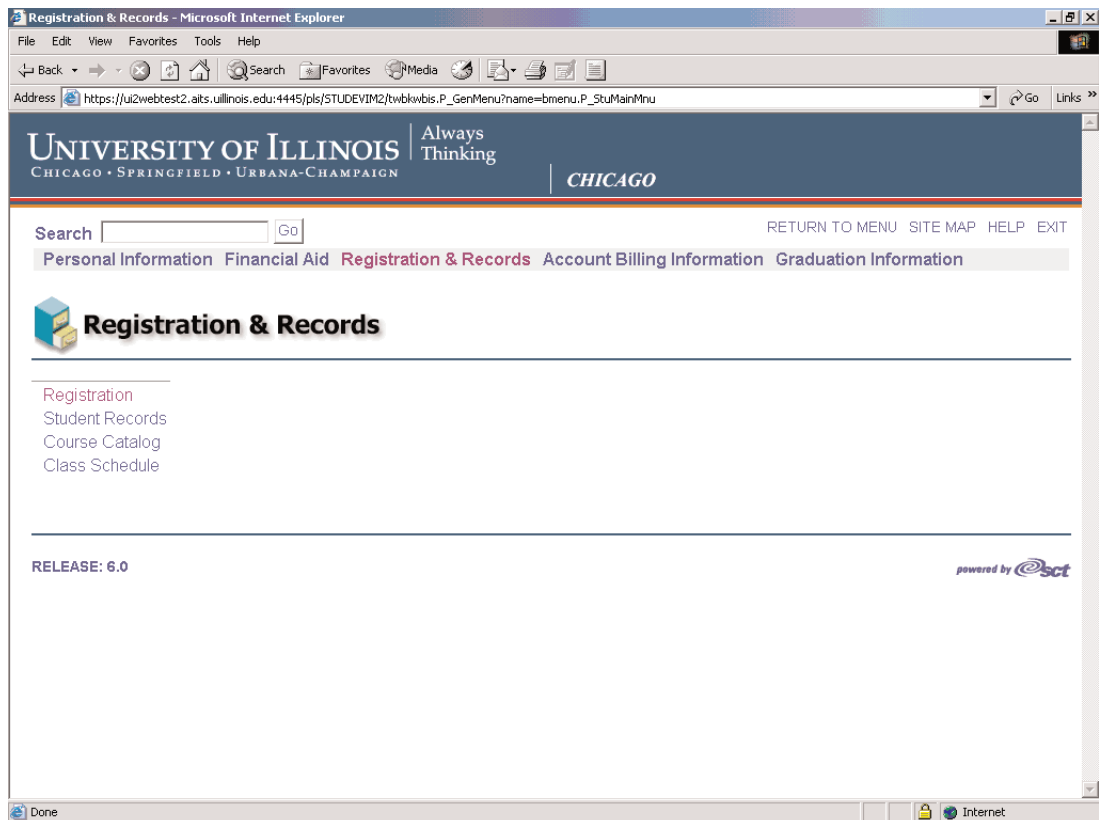 Registration & Records - Microsoft Internet Explorer
File Edit View Favorites Tools Help
Back Search Favorites Media
Address https://ui2webtest2.aits.uillinois.edu:4445/pls/STUDEVIM2/twbkwbis.P_GenMenu?name=bmenu.P_StuMainMnu Go Links »
UNIVERSITY OF ILLINOIS Always
Thinking
CHICAGO • SPRINGFIELD • URBANA-CHAMPAIGN
CHICAGO
Search Go RETURN TO MENU SITE MAP HELP EXIT
Personal Information Financial Aid Registration & Records Account Billing Information Graduation Information
Registration & Records
Registration
Student Records
Course Catalog
Class Schedule
RELEASE: 6.0 powered by sct
Done Internet